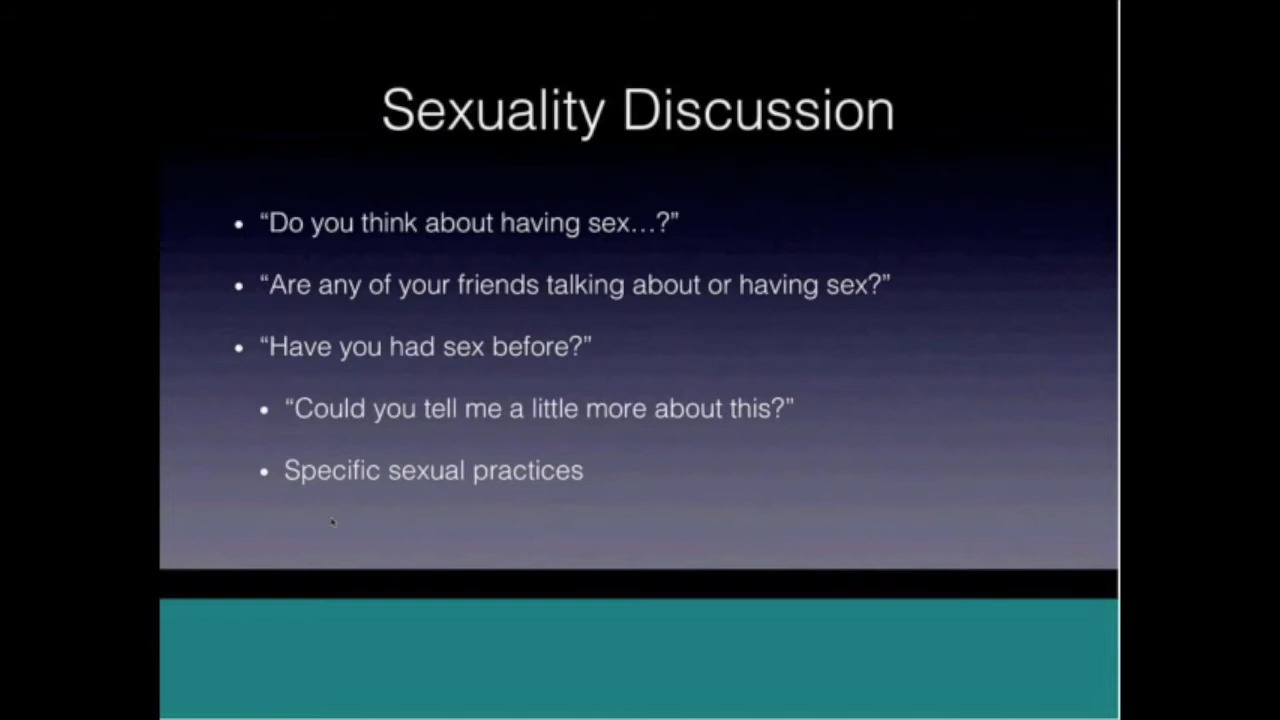 Sexuality Discussion
• “Do you think about having sex…?”
• “Are any of your friends talking about or having sex?”
• “Have you had sex before?”
• “Could you tell me a little more about this?”
• Specific sexual practices